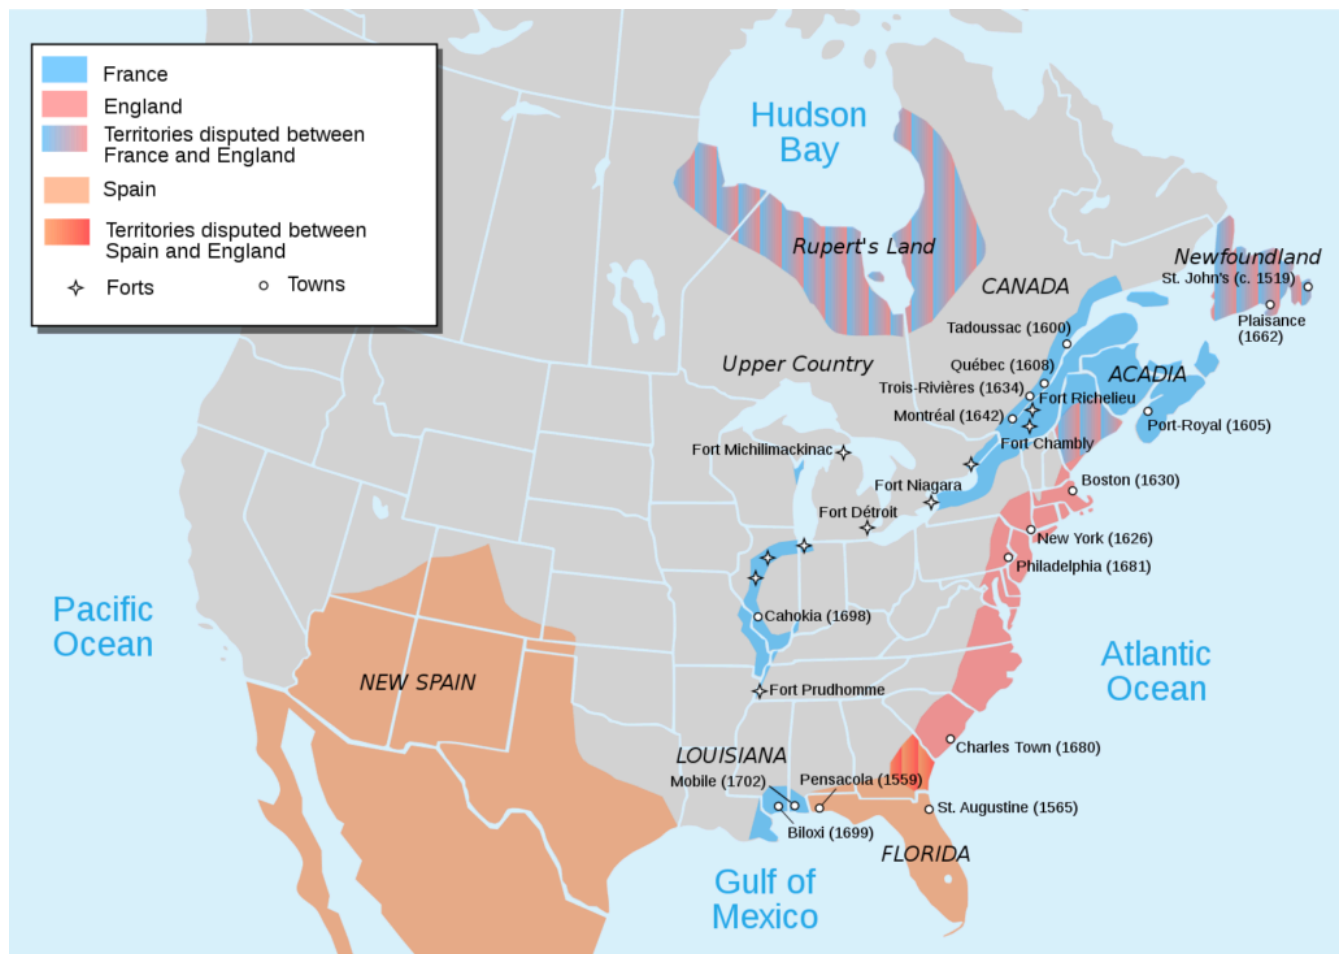 France
England
Territories disputed between
France and England
Spain
Territories disputed between
Spain and England
Forts
Towns
Hudson
Bay
Rupert's Land
Newfoundland
St. John's (c. 1519)
Plaisance
(1662)
CANADA
Tadoussac (1600)
Upper Country
Québec (1608)
ACADIA
Trois-Rivières (1634)
Fort Richelieu
Montréal (1642)
Port-Royal (1605)
Fort Chambly
Fort Michilimackinac
Boston (1630)
Fort Niagara
Fort Détroit
New York (1626)
Philadelphia (1681)
Pacific
Ocean
Cahokia (1698)
Atlantic
Ocean
NEW SPAIN
Fort Prudhomme
Charles Town (1680)
LOUISIANA
Mobile (1702)
Pensacola (1559)
St. Augustine (1565)
Biloxi (1699)
FLORIDA
Gulf of
Mexico